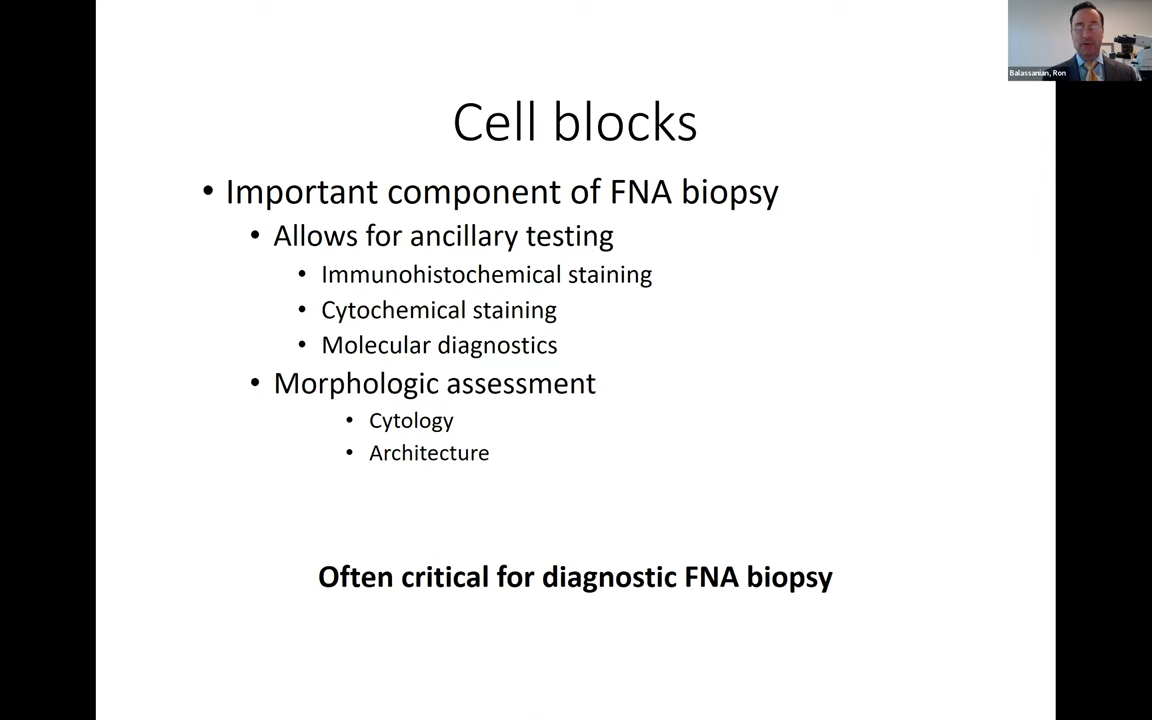 Balassanian, Ron
Cell blocks
• Important component of FNA biopsy
• Allows for ancillary testing
• Immunohistochemical staining
• Cytochemical staining
• Molecular diagnostics
• Morphologic assessment
• Cytology
• Architecture
Often critical for diagnostic FNA biopsy